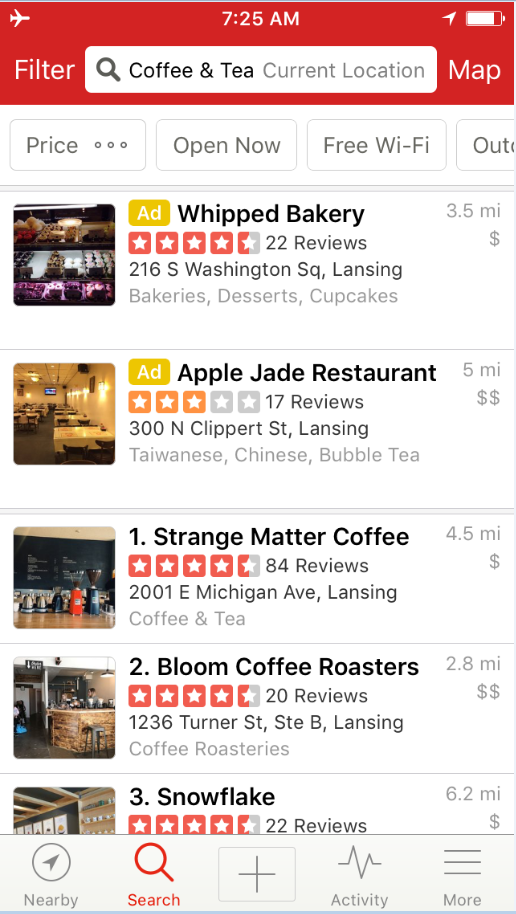 7:25 AM
Filter Coffee & Tea Current Location Map
Price Open Now Free Wi-Fi Outd
Ad Whipped Bakery 3.5 mi
22 Reviews $
216 S Washington Sq, Lansing
Bakeries, Desserts, Cupcakes
Ad Apple Jade Restaurant 5 mi
17 Reviews $$
300 N Clippert St, Lansing
Taiwanese, Chinese, Bubble Tea
1. Strange Matter Coffee 4.5 mi
84 Reviews $
2001 E Michigan Ave, Lansing
Coffee & Tea
2. Bloom Coffee Roasters 2.8 mi
20 Reviews $$
1236 Turner St, Ste B, Lansing
Coffee Roasteries
3. Snowflake 6.2 mi
22 Reviews $
Nearby Search Activity More